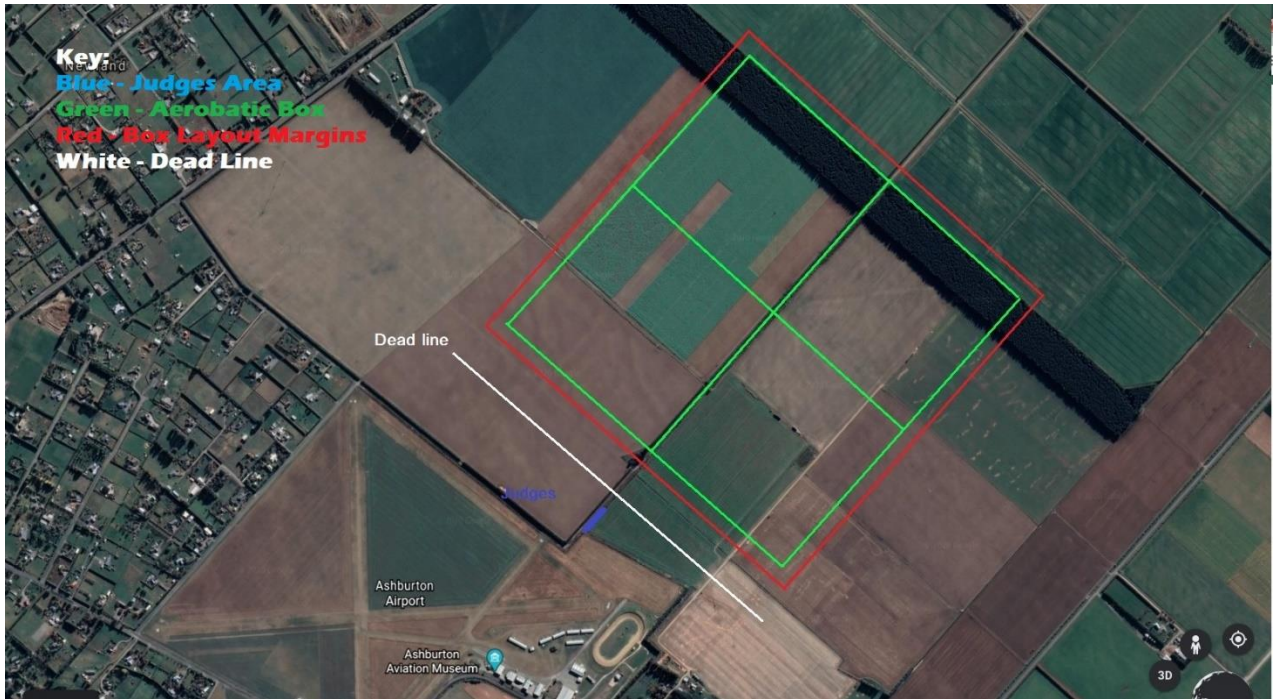 Key:
Blue - Judges Area
Green - Aerobatic Box
Red - Box Layout Margins
White - Dead Line
Dead line
Judges
Ashburton
Airport
Ashburton
Aviation Museum
3D